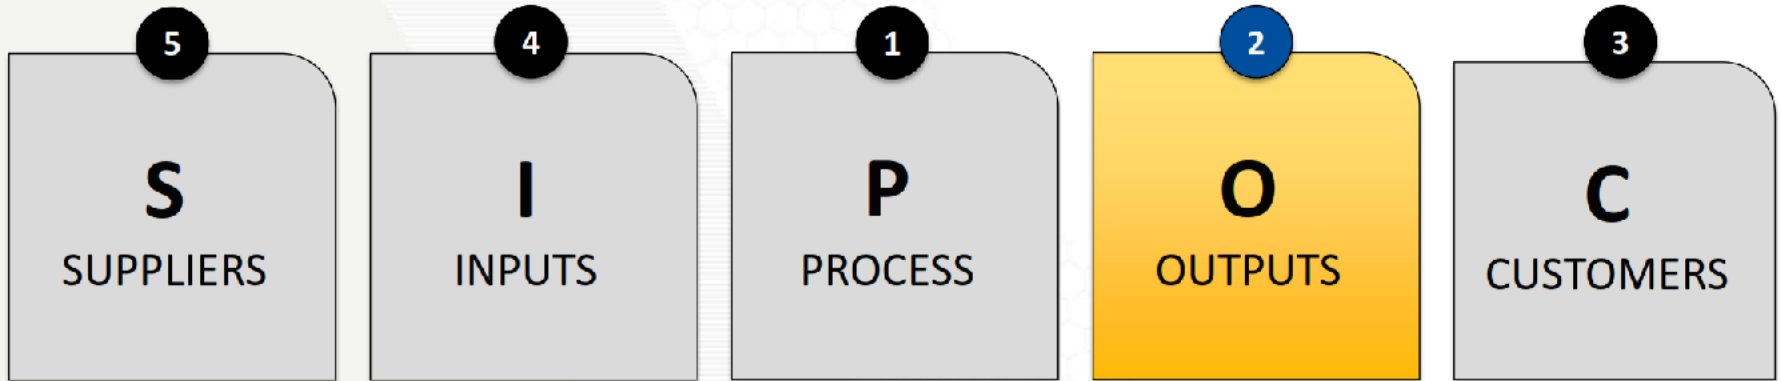 5
S
SUPPLIERS
4
I
INPUTS
1
P
PROCESS
2
O
OUTPUTS
3
C
CUSTOMERS